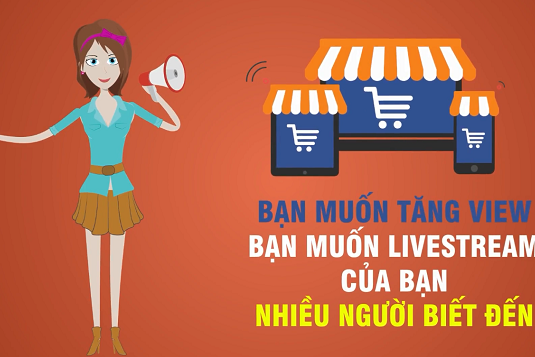 BẠN MUỐN TĂNG VIEW
BẠN MUỐN LIVESTREAM
CỦA BẠN
NHIỀU NGƯỜI BIẾT ĐẾN